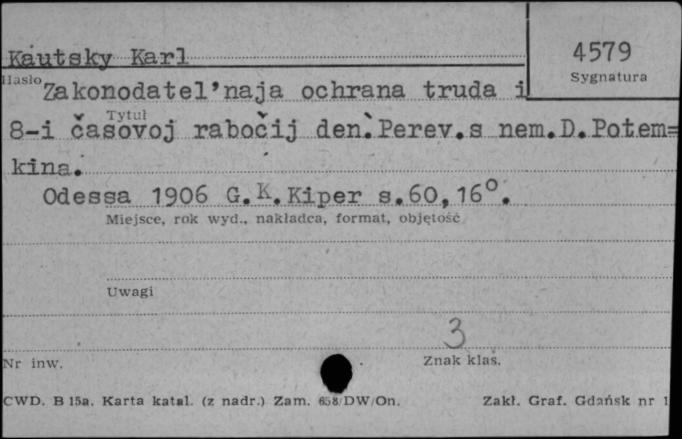 Kautsky Karl
4579
Hasło
Sygnatura
Zakonodatel'naja ochrana truda i
Tytuł
8-i časovoj rabočij den. Perev.s nem.D.Potem=
kina.
Odessa 1906 G.K.Kiper s.60,16°.
Miejsce, rok wyd., nakładca, format, objętość
Uwagi
3
Nr inw.
Znak klas.
CWD. B 15a. Karta katal. (z nadr.) Zam. 658/DW/On.
Zakł. Graf. Gdańsk nr 1